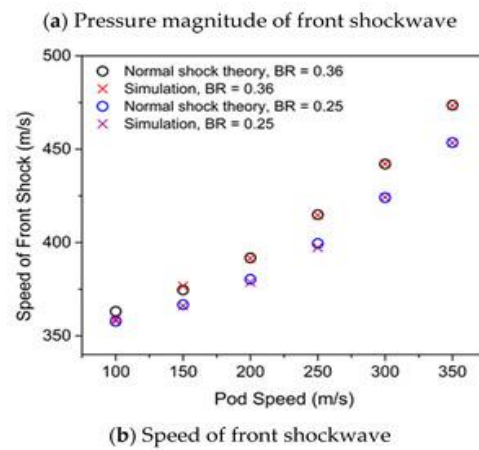 (a) Pressure magnitude of front shockwave
500
Normal shock theory, BR = 0.36
Simulation, BR = 0.36
Normal shock theory, BR = 0.25
Simulation, BR = 0.25
450
400
350
Speed of Front Shock (m/s)
100 150 200 250 300 350
Pod Speed (m/s)
(b) Speed of front shockwave